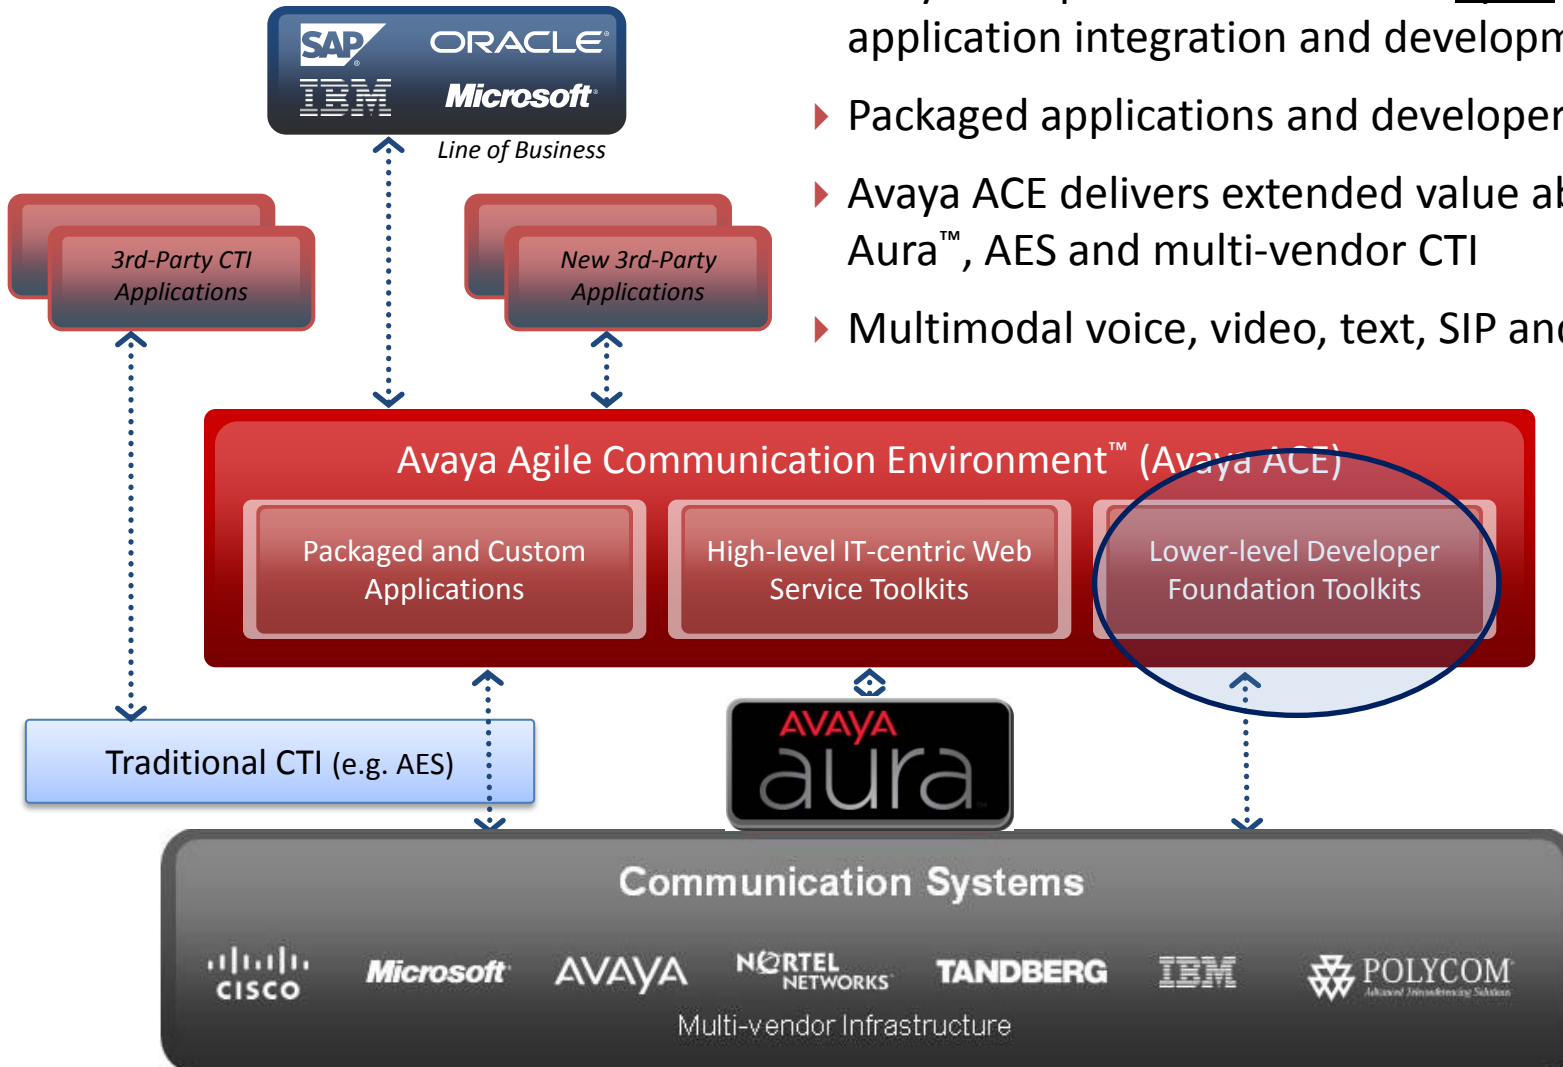 application integration and developm
Packaged applications and developer
Avaya ACE delivers extended value ab
Aura™, AES and multi-vendor CTI
Multimodal voice, video, text, SIP and
SAP
ORACLE
IBM
Microsoft
Line of Business
3rd-Party CTI
Applications
New 3rd-Party
Applications
Avaya Agile Communication Environment™ (Avaya ACE)
Packaged and Custom
Applications
High-level IT-centric Web
Service Toolkits
Lower-level Developer
Foundation Toolkits
Traditional CTI (e.g. AES)
AVAYA
aura
Communication Systems
CISCO
Microsoft
AVAYA
NORTEL
NETWORKS
TANDBERG
IBM
POLYCOM
Multi-vendor Infrastructure